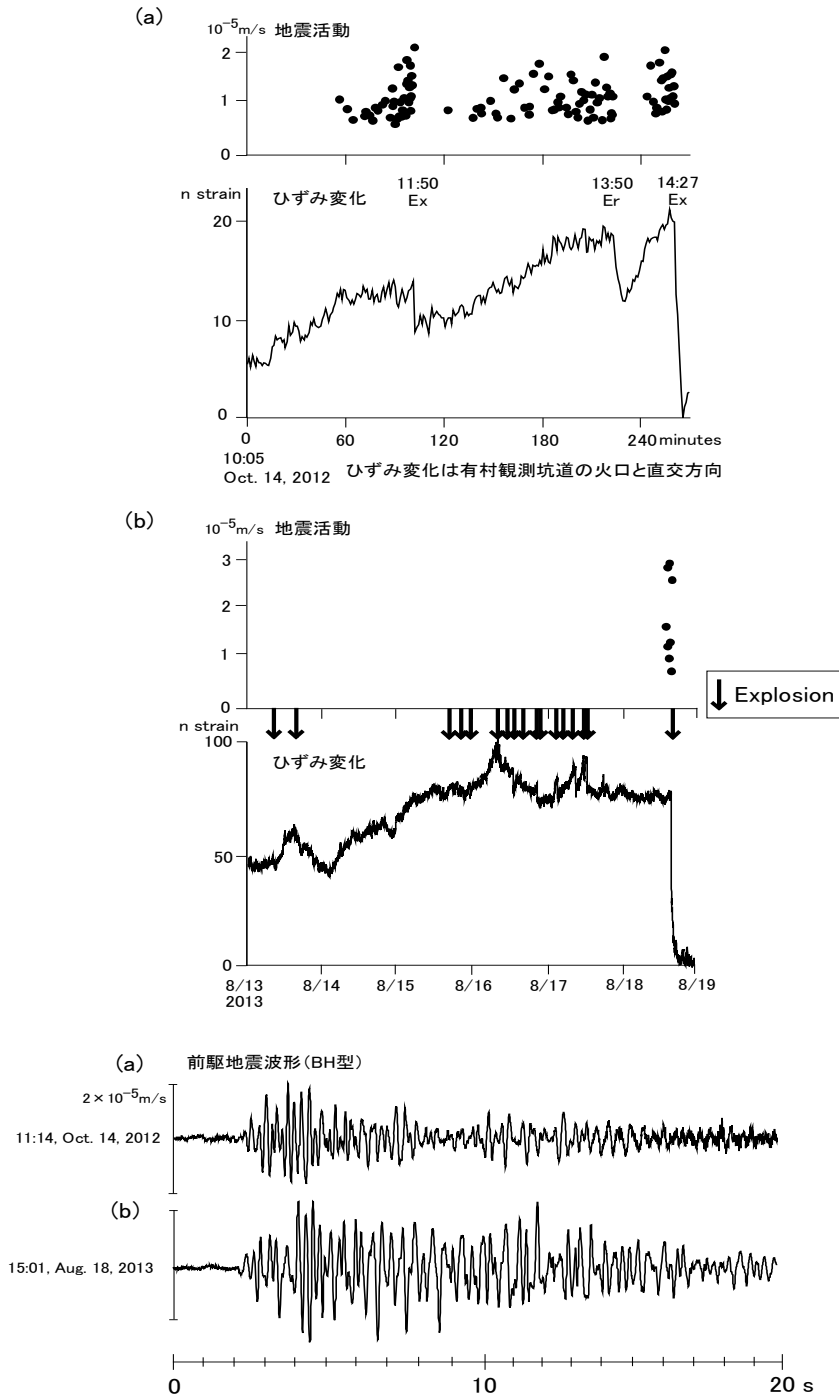 (a)
10⁻⁵m/s 地震活動
2
1
0
11:50 13:50 14:27
Ex Er Ex
n strain ひずみ変化
20
10
0
0 60 120 180 240 minutes
10:05
Oct. 14, 2012 ひずみ変化は有村観測坑道の火口と直交方向
(b)
10⁻⁵m/s 地震活動
3
2
1
0
Explosion
n strain
100
ひずみ変化
50
0
8/13 8/14 8/15 8/16 8/17 8/18 8/19
2013
(a) 前駆地震波形(BH型)
2×10⁻⁵m/s
11:14, Oct. 14, 2012
(b)
15:01, Aug. 18, 2013
0 10 20 s